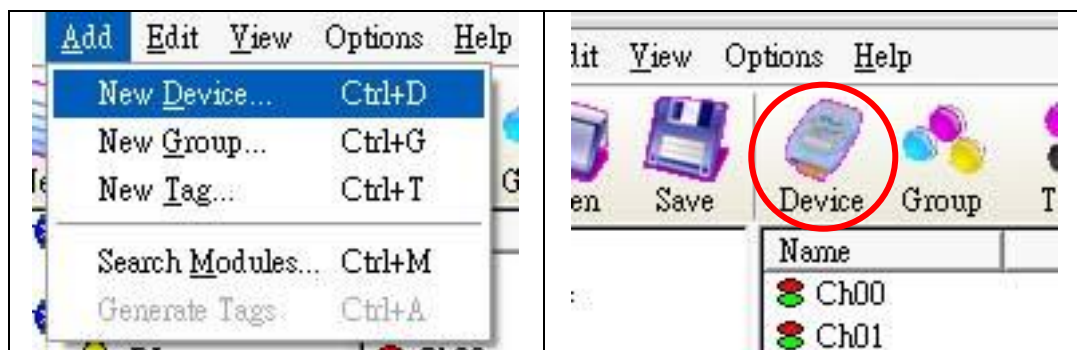 Add Edit View Options Help
New Device... Ctrl+D
New Group... Ctrl+G
New Tag... Ctrl+T
Search Modules... Ctrl+M
Generate Tags Ctrl+A
View Options Help
Save
Device Group
Name
Ch00
Ch01